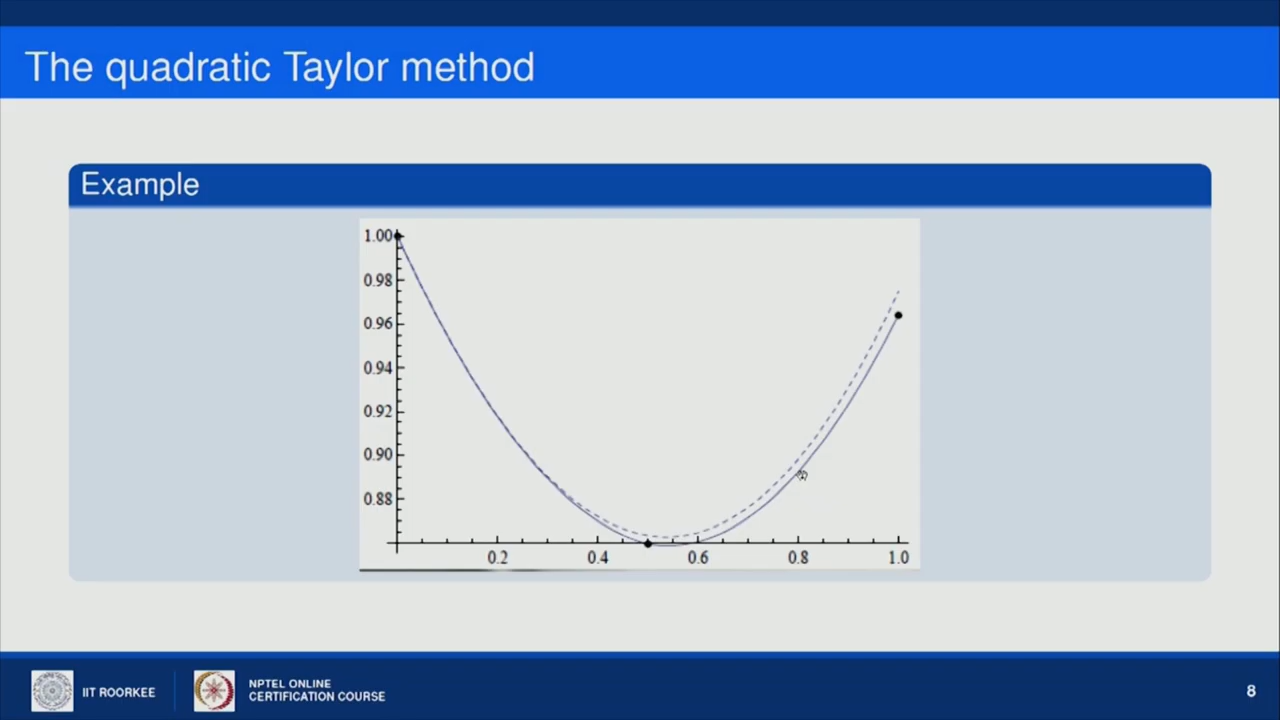 The quadratic Taylor method
Example
1.00
0.98
0.96
0.94
0.92
0.90
0.88
0.2 0.4 0.6 0.8 1.0
IIT ROORKEE
NPTEL ONLINE
CERTIFICATION COURSE
8